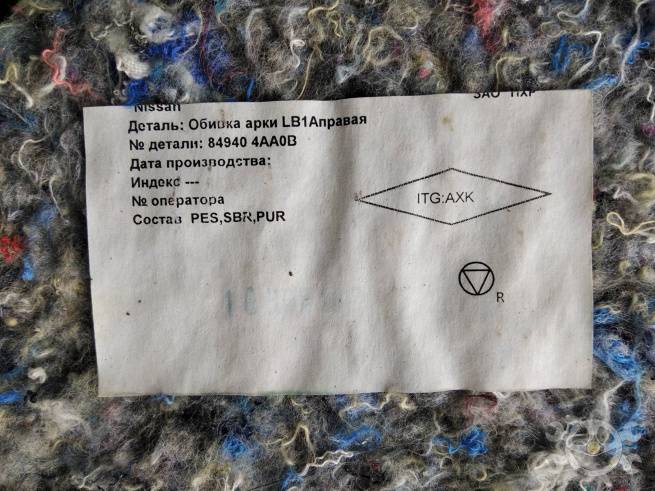 Nissan
Деталь: Обивка арки LB1Aправая
№ детали: 84940 4AA0B
Дата производства:
Индекс ---
№ оператора
Состав PES,SBR,PUR
ITG:AXK
R